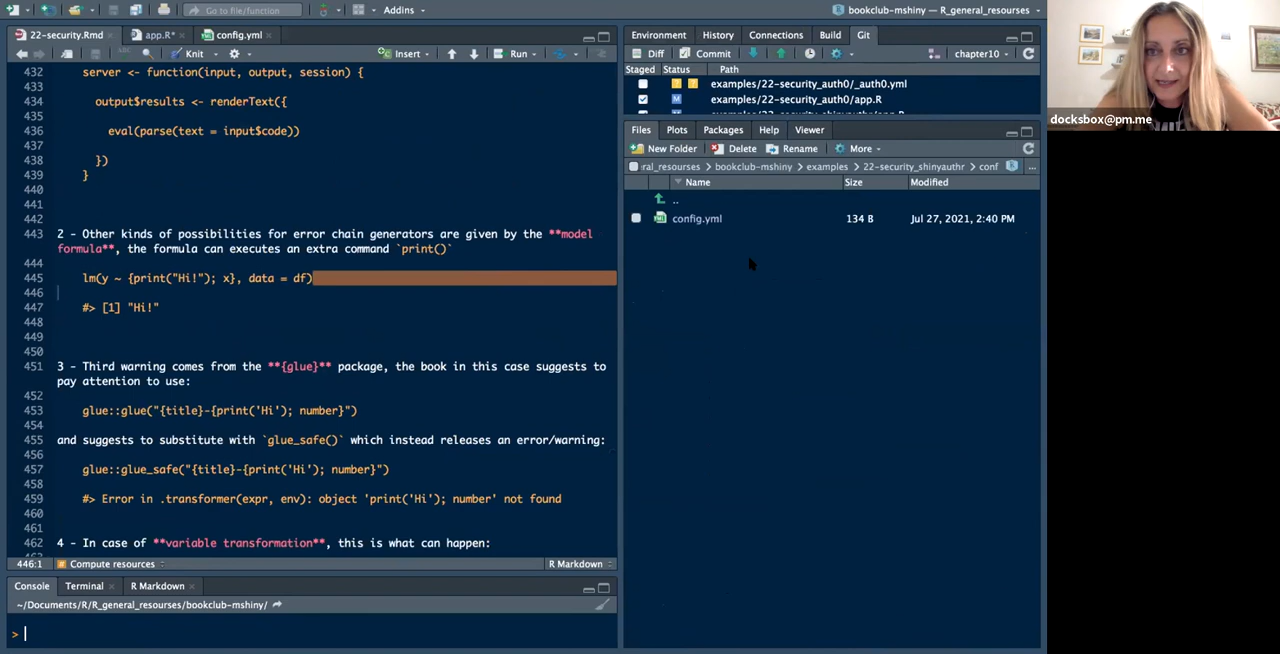 Go to file/function
Addins
bookclub-mshiny — R_general_resourses
22-security.Rmd
app.R*
config.yml
Environment
History
Connections
Build
Git
Knit
Insert
Run
Diff
Commit
chapter10
Staged
Status
Path
examples/22-security_auth0/_auth0.yml
examples/22-security_auth0/app.R
docksbox@pm.me
Files
Plots
Packages
Help
Viewer
New Folder
Delete
Rename
More
bookclub-mshiny
examples
22-security_shinyauthr
conf
Name
Size
Modified
..
config.yml
134 B
Jul 27, 2021, 2:40 PM
432 server <- function(input, output, session) {
433
434 output$results <- renderText({
435
436 eval(parse(text = input$code))
437
438 })
439 }
440
441
442
443 2 - Other kinds of possibilities for error chain generators are given by the **model
formula**, the formula can executes an extra command `print()`
444
445 lm(y ~ {print("Hi!"); x}, data = df)
446
447 #> [1] "Hi!"
448
449
450
451 3 - Third warning comes from the **{glue}** package, the book in this case suggests to
pay attention to use:
452
453 glue::glue("{title}-{print('Hi'); number}")
454
455 and suggests to substitute with `glue_safe()` which instead releases an error/warning:
456
457 glue::glue_safe("{title}-{print('Hi'); number}")
458
459 #> Error in .transformer(expr, env): object 'print('Hi'); number' not found
460
461
462 4 - In case of **variable transformation**, this is what can happen:
446:1
Compute resources
R Markdown
Console
Terminal
R Markdown
~/Documents/R/R_general_resourses/bookclub-mshiny/
>